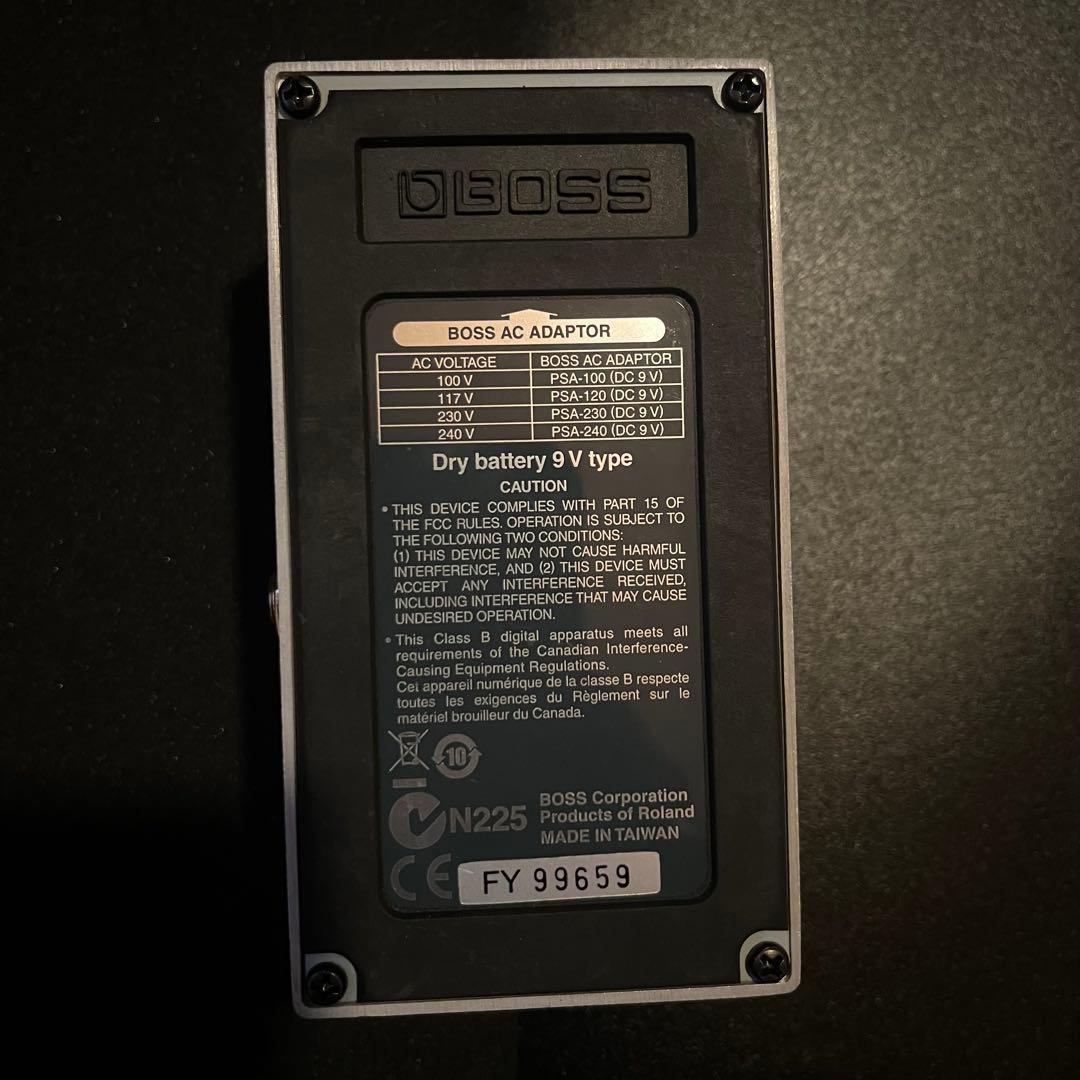 BOSS
BOSS AC ADAPTOR
AC VOLTAGE BOSS AC ADAPTOR
100 V PSA-100 (DC 9 V)
117 V PSA-120 (DC 9 V)
230 V PSA-230 (DC 9 V)
240 V PSA-240 (DC 9 V)
Dry battery 9 V type
CAUTION
• THIS DEVICE COMPLIES WITH PART 15 OF
THE FCC RULES. OPERATION IS SUBJECT TO
THE FOLLOWING TWO CONDITIONS:
(1) THIS DEVICE MAY NOT CAUSE HARMFUL
INTERFERENCE, AND (2) THIS DEVICE MUST
ACCEPT ANY INTERFERENCE RECEIVED,
INCLUDING INTERFERENCE THAT MAY CAUSE
UNDESIRED OPERATION.
• This Class B digital apparatus meets all
requirements of the Canadian Interference-
Causing Equipment Regulations.
Cet appareil numérique de la classe B respecte
toutes les exigences du Règlement sur le
matériel brouilleur du Canada.
10
N225
BOSS Corporation
Products of Roland
MADE IN TAIWAN
CE
FY 99659